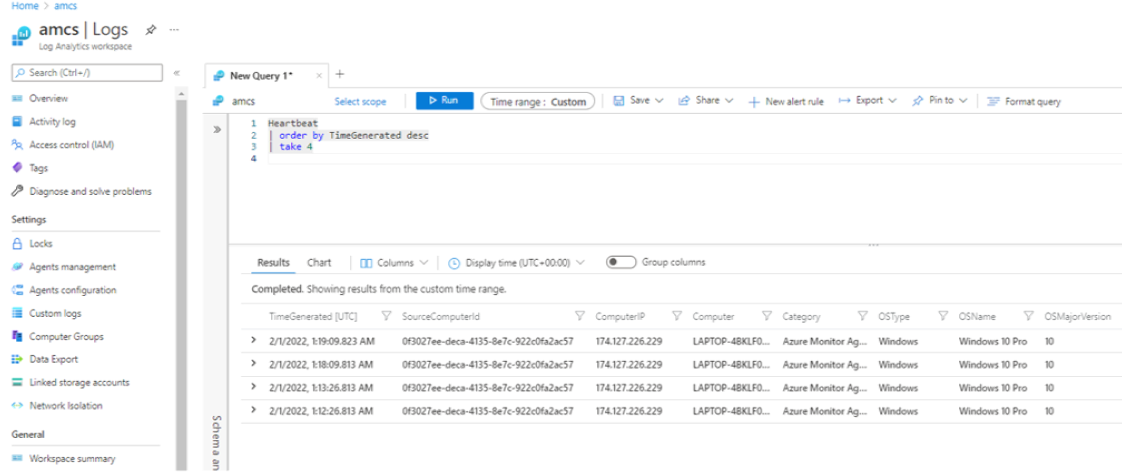 Home > amcs
amcs | Logs
Log Analytics workspace
Search (Ctrl+/)
Overview
Activity log
Access control (IAM)
Tags
Diagnose and solve problems
Settings
Locks
Agents management
Agents configuration
Custom logs
Computer Groups
Data Export
Linked storage accounts
Network Isolation
General
Workspace summary
New Query 1*
amcs Select scope Run Time range : Custom Save Share New alert rule Export Pin to Format query
1 Heartbeat
2 | order by TimeGenerated desc
3 | take 4
4
Schema an
Results Chart Columns Display time (UTC+00:00) Group columns
Completed. Showing results from the custom time range.
TimeGenerated [UTC] SourceComputerId ComputerIP Computer Category OSType OSName OSMajorVersion
2/1/2022, 1:19:09.823 AM 0f3027ee-deca-4135-8e7c-922c0fa2ac57 174.127.226.229 LAPTOP-4BKLF0... Azure Monitor Ag... Windows Windows 10 Pro 10
2/1/2022, 1:18:09.813 AM 0f3027ee-deca-4135-8e7c-922c0fa2ac57 174.127.226.229 LAPTOP-4BKLF0... Azure Monitor Ag... Windows Windows 10 Pro 10
2/1/2022, 1:13:26.813 AM 0f3027ee-deca-4135-8e7c-922c0fa2ac57 174.127.226.229 LAPTOP-4BKLF0... Azure Monitor Ag... Windows Windows 10 Pro 10
2/1/2022, 1:12:26.813 AM 0f3027ee-deca-4135-8e7c-922c0fa2ac57 174.127.226.229 LAPTOP-4BKLF0... Azure Monitor Ag... Windows Windows 10 Pro 10